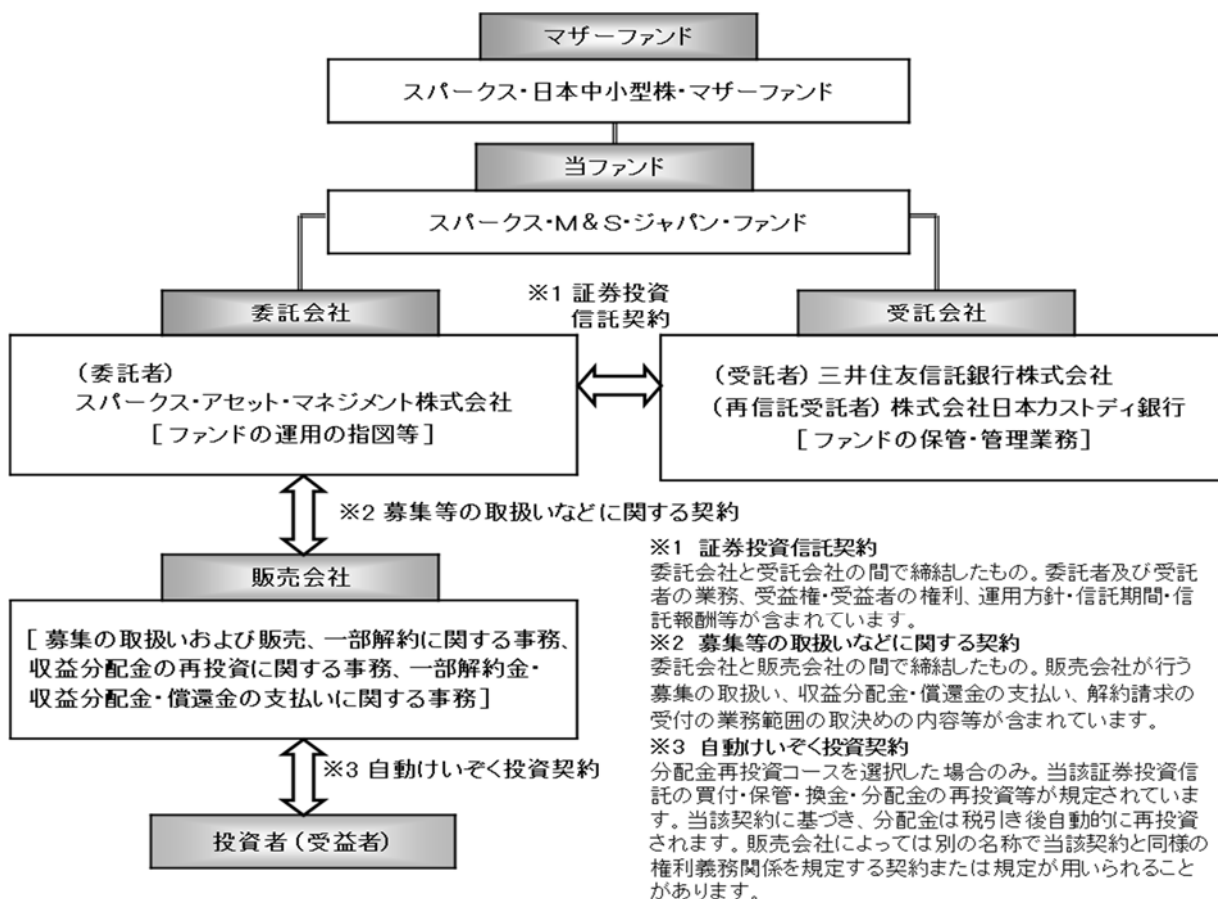 マザーファンド
スパークス・日本中小型株・マザーファンド
当ファンド
スパークス・M&S・ジャパン・ファンド
委託会社
(委託者)
スパークス・アセット・マネジメント株式会社
[ファンドの運用の指図等]
※1 証券投資
信託契約
受託会社
(受託者) 三井住友信託銀行株式会社
(再信託受託者) 株式会社日本カストディ銀行
[ファンドの保管・管理業務]
※2 募集等の取扱いなどに関する契約
販売会社
[ 募集の取扱いおよび販売、一部解約に関する事務、
収益分配金の再投資に関する事務、一部解約金・
収益分配金・償還金の支払いに関する事務]
※3 自動けいぞく投資契約
投資者(受益者)
※1 証券投資信託契約
委託会社と受託会社の間で締結したもの。委託者及び受託
者の業務、受益権・受益者の権利、運用方針・信託期間・信
託報酬等が含まれています。
※2 募集等の取扱いなどに関する契約
委託会社と販売会社の間で締結したもの。販売会社が行う
募集の取扱い、収益分配金・償還金の支払い、解約請求の
受付の業務範囲の取決めの内容等が含まれています。
※3 自動けいぞく投資契約
分配金再投資コースを選択した場合のみ。当該証券投資信
託の買付・保管・換金・分配金の再投資等が規定されていま
す。当該契約に基づき、分配金は税引き後自動的に再投資
されます。販売会社によっては別の名称で当該契約と同様の
権利義務関係を規定する契約または規定が用いられること
があります。